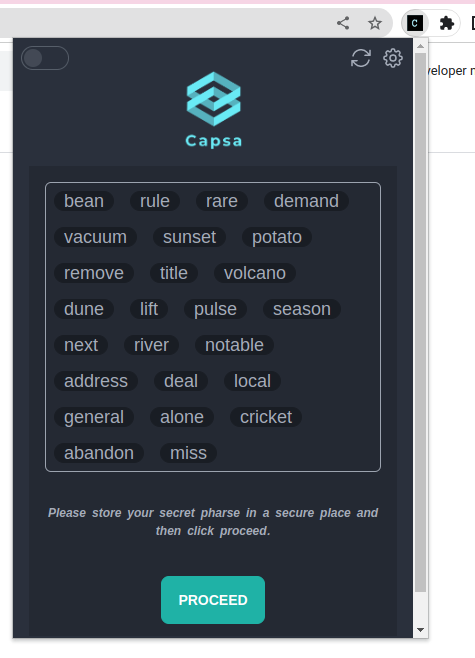 C
veloper n
Capsa
bean rule rare demand
vacuum sunset potato
remove title volcano
dune lift pulse season
next river notable
address deal local
general alone cricket
abandon miss
Please store your secret pharse in a secure place and
then click proceed.
PROCEED